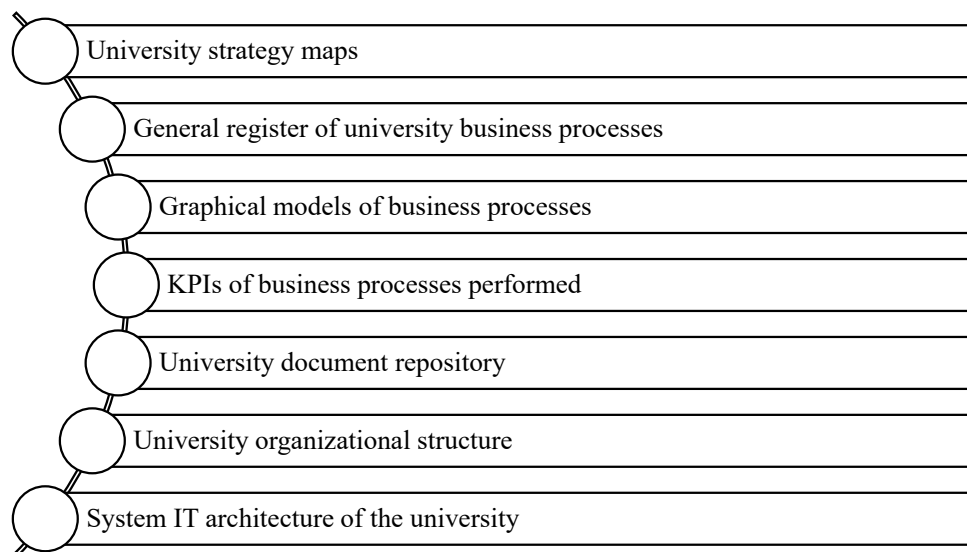 University strategy maps
General register of university business processes
Graphical models of business processes
KPIs of business processes performed
University document repository
University organizational structure
System IT architecture of the university